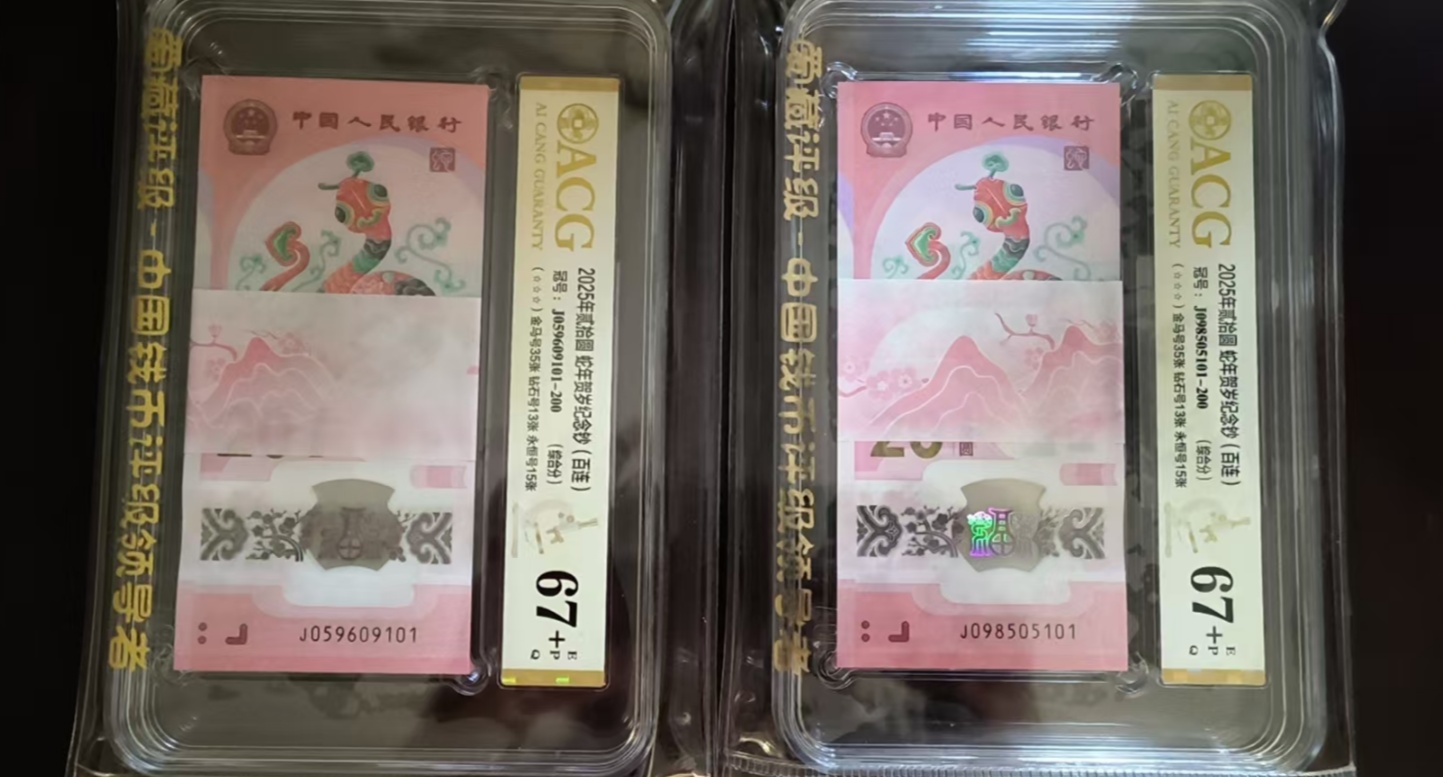 爱藏评级-中国钱币评级领导者
中国人民银行
J059609101
ACG
AI CANG GUARANTY
2025年贰拾圆 蛇年贺岁纪念钞（百连）
冠号：J059609101-200 （综合分）
（☆☆☆）金马号35张 钻石号13张 永恒号15张
67+
E
P
Q
爱藏评级-中国钱币评级领导者
中国人民银行
J098505101
ACG
AI CANG GUARANTY
2025年贰拾圆 蛇年贺岁纪念钞（百连）
冠号：J098505101-200 （综合分）
（☆☆☆）金马号35张 钻石号13张 永恒号15张
67+
E
P
Q